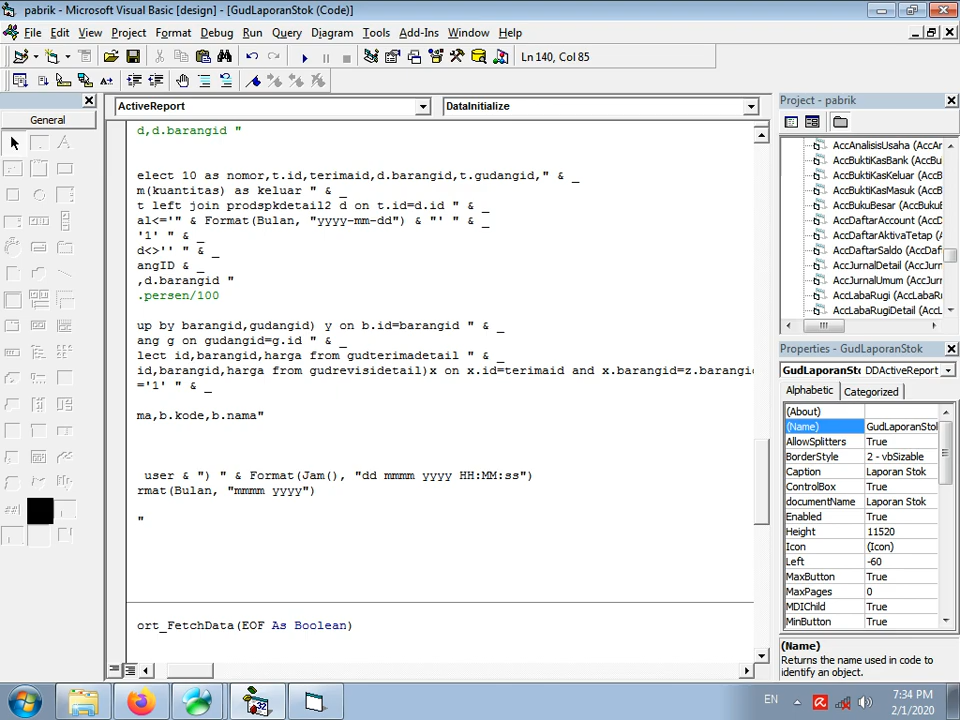 pabrik - Microsoft Visual Basic [design] - [GudLaporanStok (Code)]
File Edit View Project Format Debug Run Query Diagram Tools Add-Ins Window Help
Ln 140, Col 85
General
ActiveReport
DataInitialize
d,d.barangid "
elect 10 as nomor,t.id,terimaid,d.barangid,t.gudangid," & _
m(kuantitas) as keluar " & _
t left join prodspkdetail2 d on t.id=d.id " & _
al<='" & Format(Bulan, "yyyy-mm-dd") & "' " & _
'1' " & _
d<>'' " & _
angID & _
,d.barangid "
.persen/100
up by barangid,gudangid) y on b.id=barangid " & _
ang g on gudangid=g.id " & _
lect id,barangid,harga from gudterimadetail " & _
id,barangid,harga from gudrevisidetail)x on x.id=terimaid and x.barangid=z.barangid
='1' " & _
ma,b.kode,b.nama"
user & ") " & Format(Jam(), "dd mmmm yyyy HH:MM:ss")
rmat(Bulan, "mmmm yyyy")
"
ort_FetchData(EOF As Boolean)
Project - pabrik
AccAnalisisUsaha (AccAr
AccBuktiKasBank (AccBu
AccBuktiKasKeluar (AccB
AccBuktiKasMasuk (AccB
AccBukuBesar (AccBuku
AccDaftarAccount (AccD
AccDaftarAktivaTetap (A
AccDaftarSaldo (AccDaf
AccJurnalDetail (AccJurn
AccJurnalUmum (AccJurn
AccLabaRugi (AccLabaRu
AccLabaRugiDetail (AccL
Properties - GudLaporanStok
GudLaporanSto DDActiveReport
Alphabetic Categorized
(About)
(Name) GudLaporanStol
AllowSplitters True
BorderStyle 2 - vbSizable
Caption Laporan Stok
ControlBox True
documentName Laporan Stok
Enabled True
Height 11520
Icon (Icon)
Left -60
MaxButton True
MaxPages 0
MDIChild True
MinButton True
(Name)
Returns the name used in code to
identify an object.
EN
7:34 PM
2/1/2020